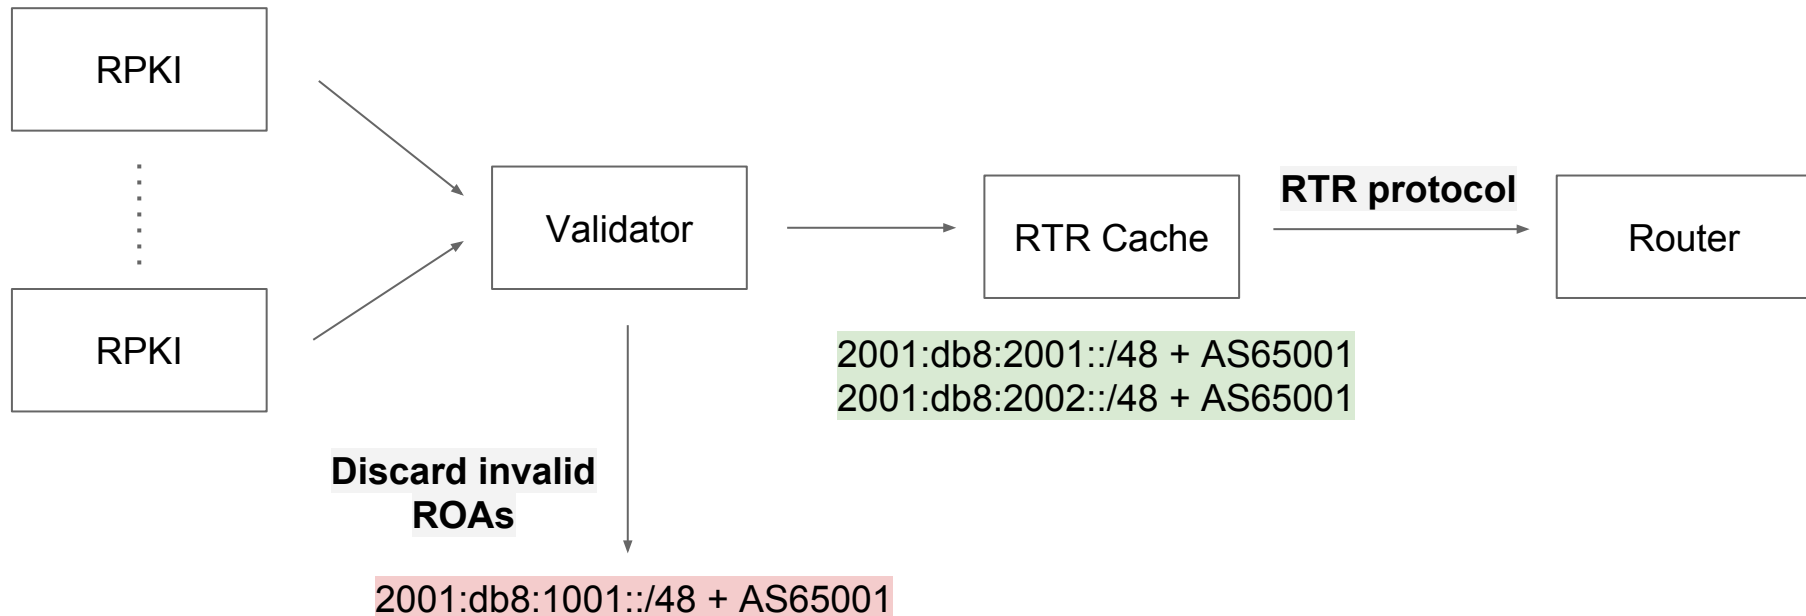 RPKI
RPKI
Validator
RTR Cache
RTR protocol
Router
2001:db8:2001::/48 + AS65001
2001:db8:2002::/48 + AS65001
Discard invalid
ROAs
2001:db8:1001::/48 + AS65001